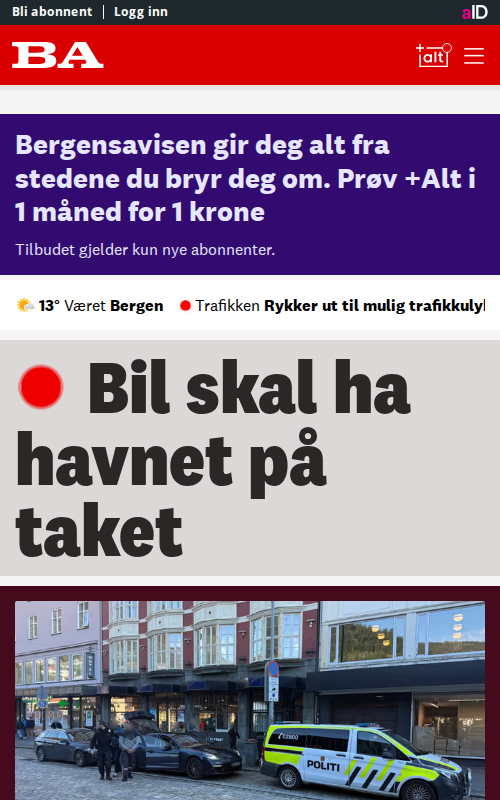 Bli abonnent | Logg inn
aID
BA
+alt
Bergensavisen gir deg alt fra
stedene du bryr deg om. Prøv +Alt i
1 måned for 1 krone
Tilbudet gjelder kun nye abonnenter.
13° Været Bergen Trafikken Rykker ut til mulig trafikkulyk
Bil skal ha
havnet på
taket
02800
POLITI